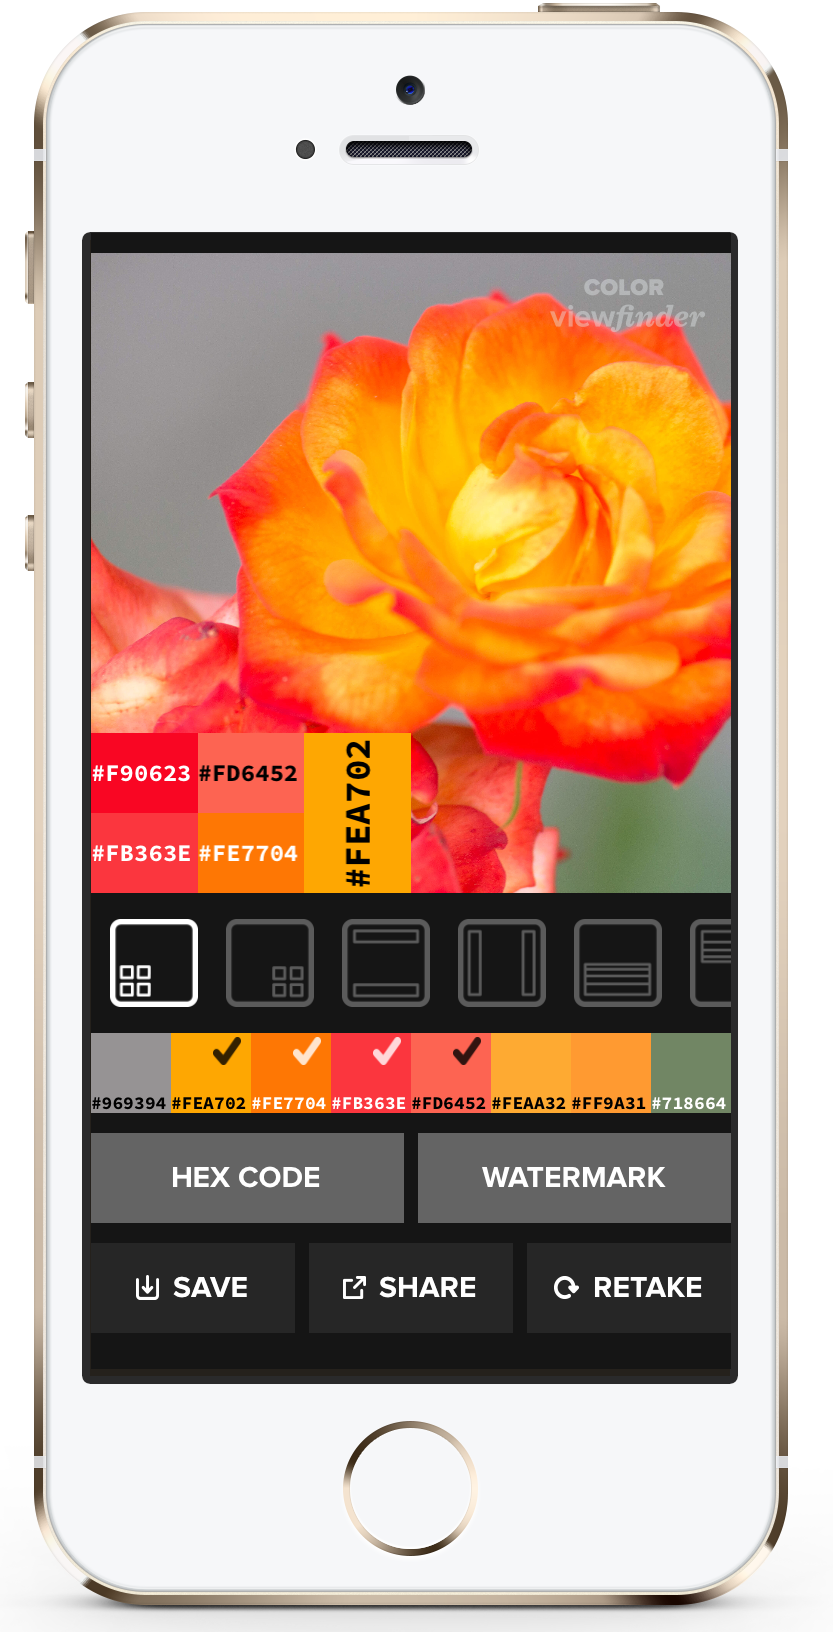 COLOR
viewfinder
#F90623 #FD6452
#FEA702
#FB363E #FE7704
#969394 #FEA702 #FE7704 #FB363E #FD6452 #FEAA32 #FF9A31 #718664
HEX CODE WATERMARK
SAVE SHARE RETAKE